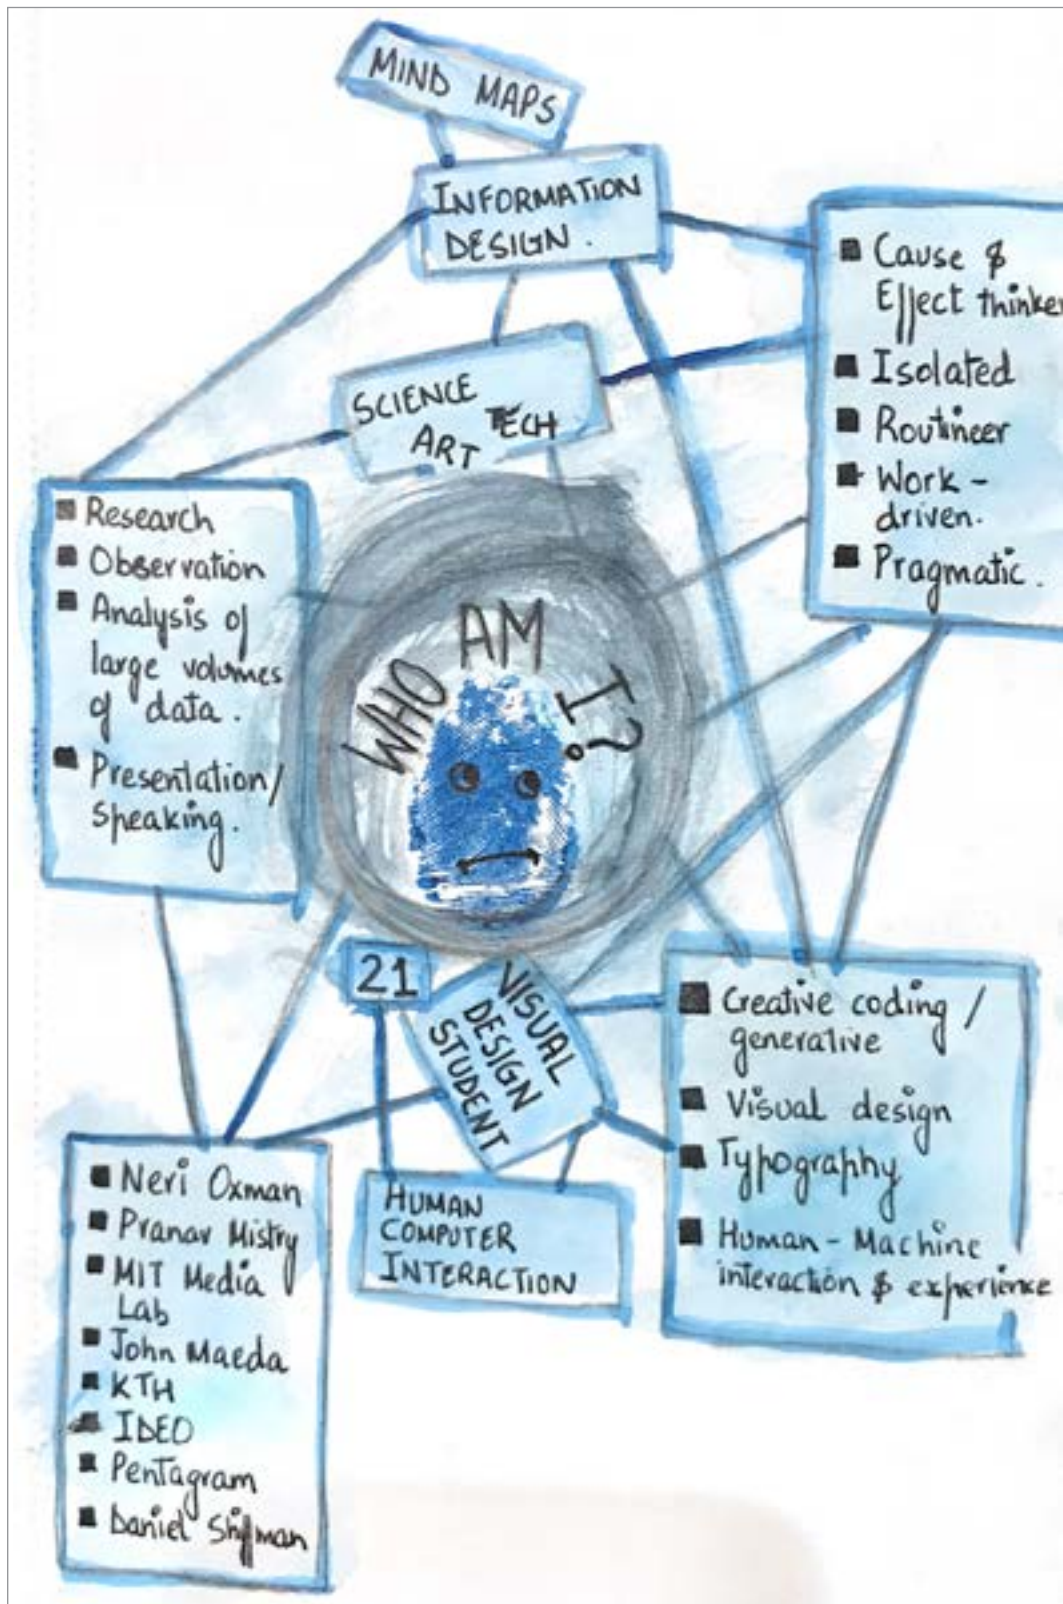 MIND MAPS
INFORMATION
DESIGN.
SCIENCE
ART TECH
Cause &
Effect thinker
Isolated
Routineer
Work-
driven.
Pragmatic.
Research
Observation
Analysis of
large volumes
of data.
Presentation/
speaking.
WHO AM I?
21
VISUAL
DESIGN
STUDENT
HUMAN
COMPUTER
INTERACTION
Creative coding /
generative
Visual design
Typography
Human-Machine
interaction & experience
Neri Oxman
Pranav Mistry
MIT Media
Lab
John Maeda
KTH
IDEO
Pentagram
Daniel Shiffman